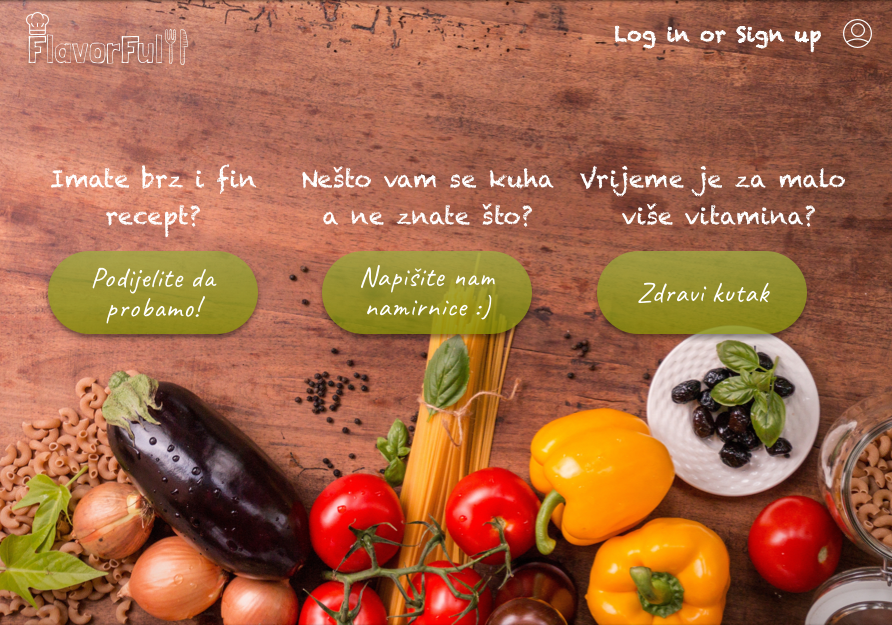 FlavorFul
Log in or Sign up
Imate brz i fin
recept?
Nešto vam se kuha
a ne znate što?
Vrijeme je za malo
više vitamina?
Podijelite da
probamo!
Napišite nam
namirnice :)
Zdravi kutak